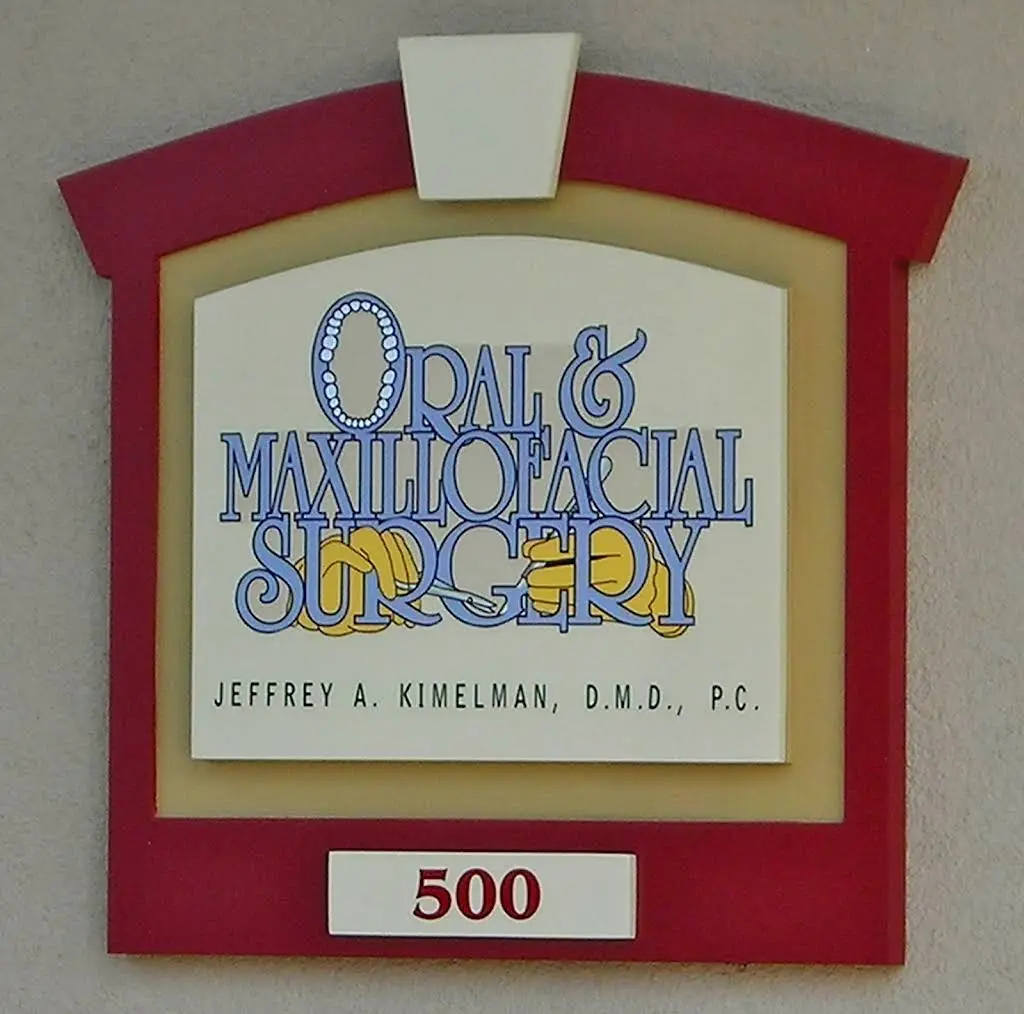 ORAL &
MAXILLOFACIAL
SURGERY
JEFFREY A. KIMELMAN, D.M.D., P.C.
500